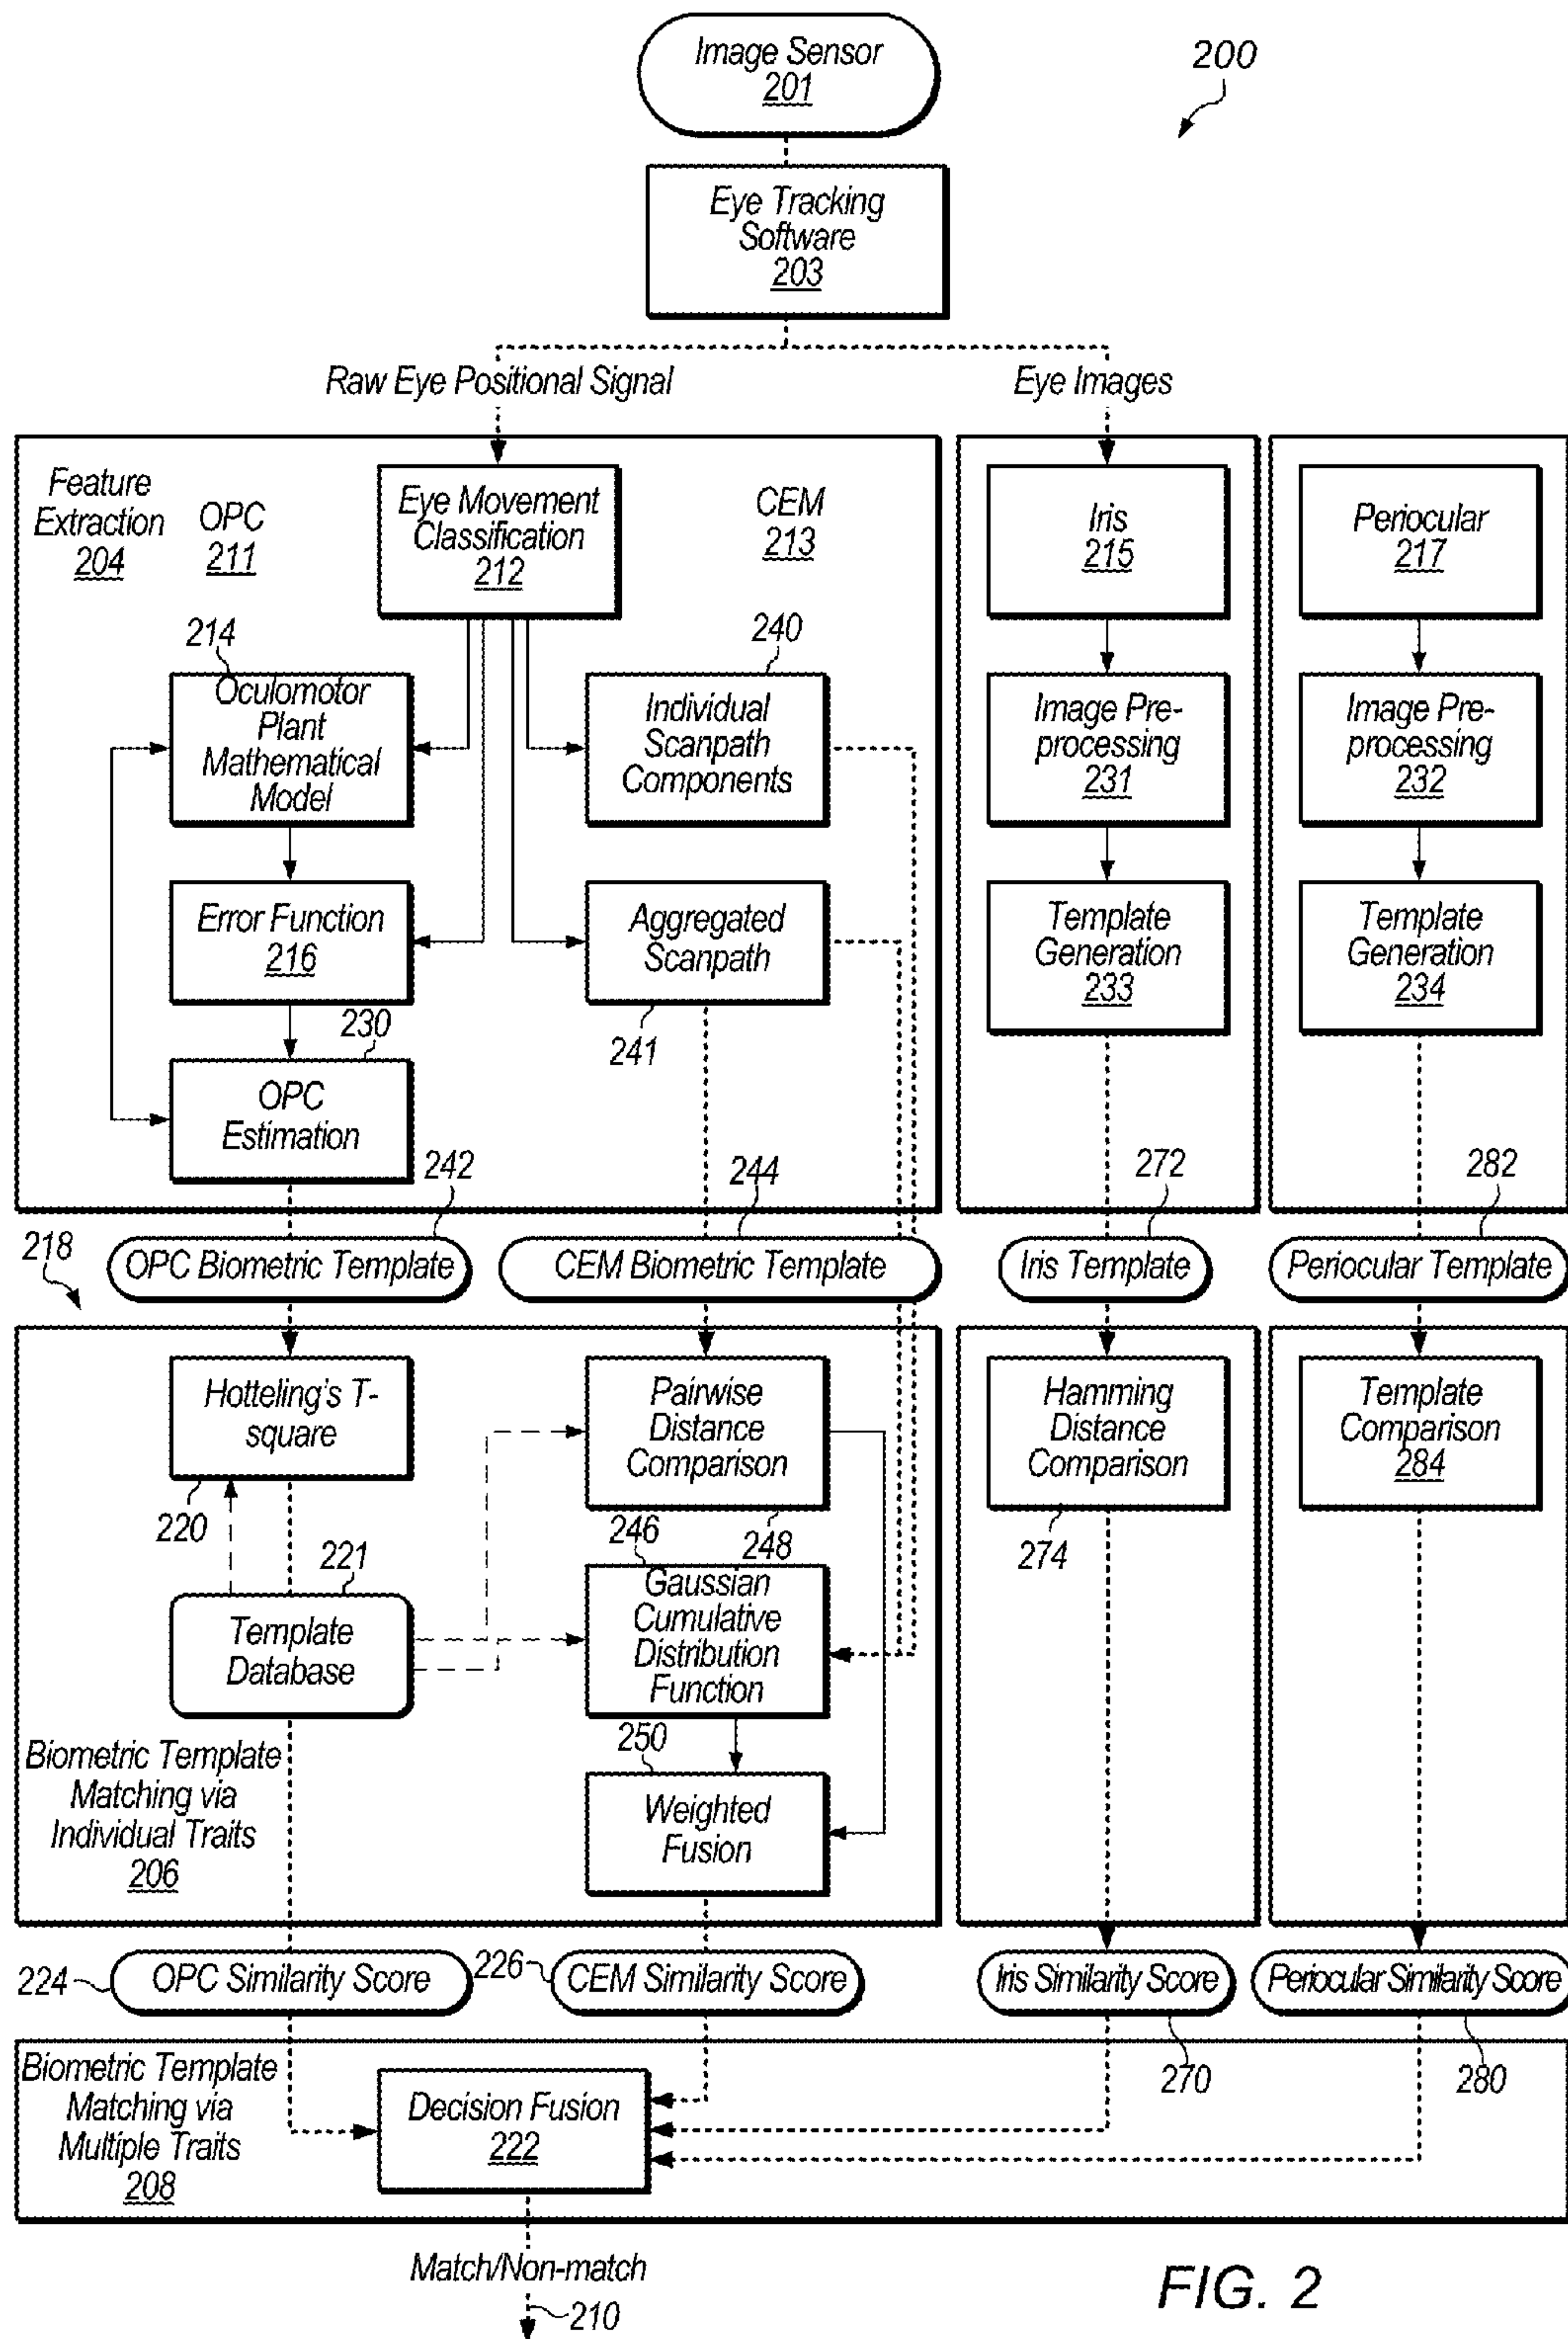 Image Sensor
201
200
Eye Tracking
Software
203
Raw Eye Positional Signal
Eye Images
Feature
Extraction
204
OPC
211
Eye Movement
Classification
212
CEM
213
Iris
215
Periocular
217
214
Oculomotor
Plant
Mathematical
Model
240
Individual
Scanpath
Components
Image Pre-
processing
231
Image Pre-
processing
232
Error Function
216
Aggregated
Scanpath
241
Template
Generation
233
Template
Generation
234
230
OPC
Estimation
242
244
272
282
218
OPC Biometric Template
CEM Biometric Template
Iris Template
Periocular Template
Hotteling's T-
square
220
Pairwise
Distance
Comparison
248
Hamming
Distance
Comparison
274
Template
Comparison
284
221
Template
Database
246
Gaussian
Cumulative
Distribution
Function
250
Weighted
Fusion
Biometric Template
Matching via
Individual Traits
206
224
OPC Similarity Score
226
CEM Similarity Score
Iris Similarity Score
Periocular Similarity Score
270
280
Biometric Template
Matching via
Multiple Traits
208
Decision Fusion
222
Match/Non-match
210
FIG. 2